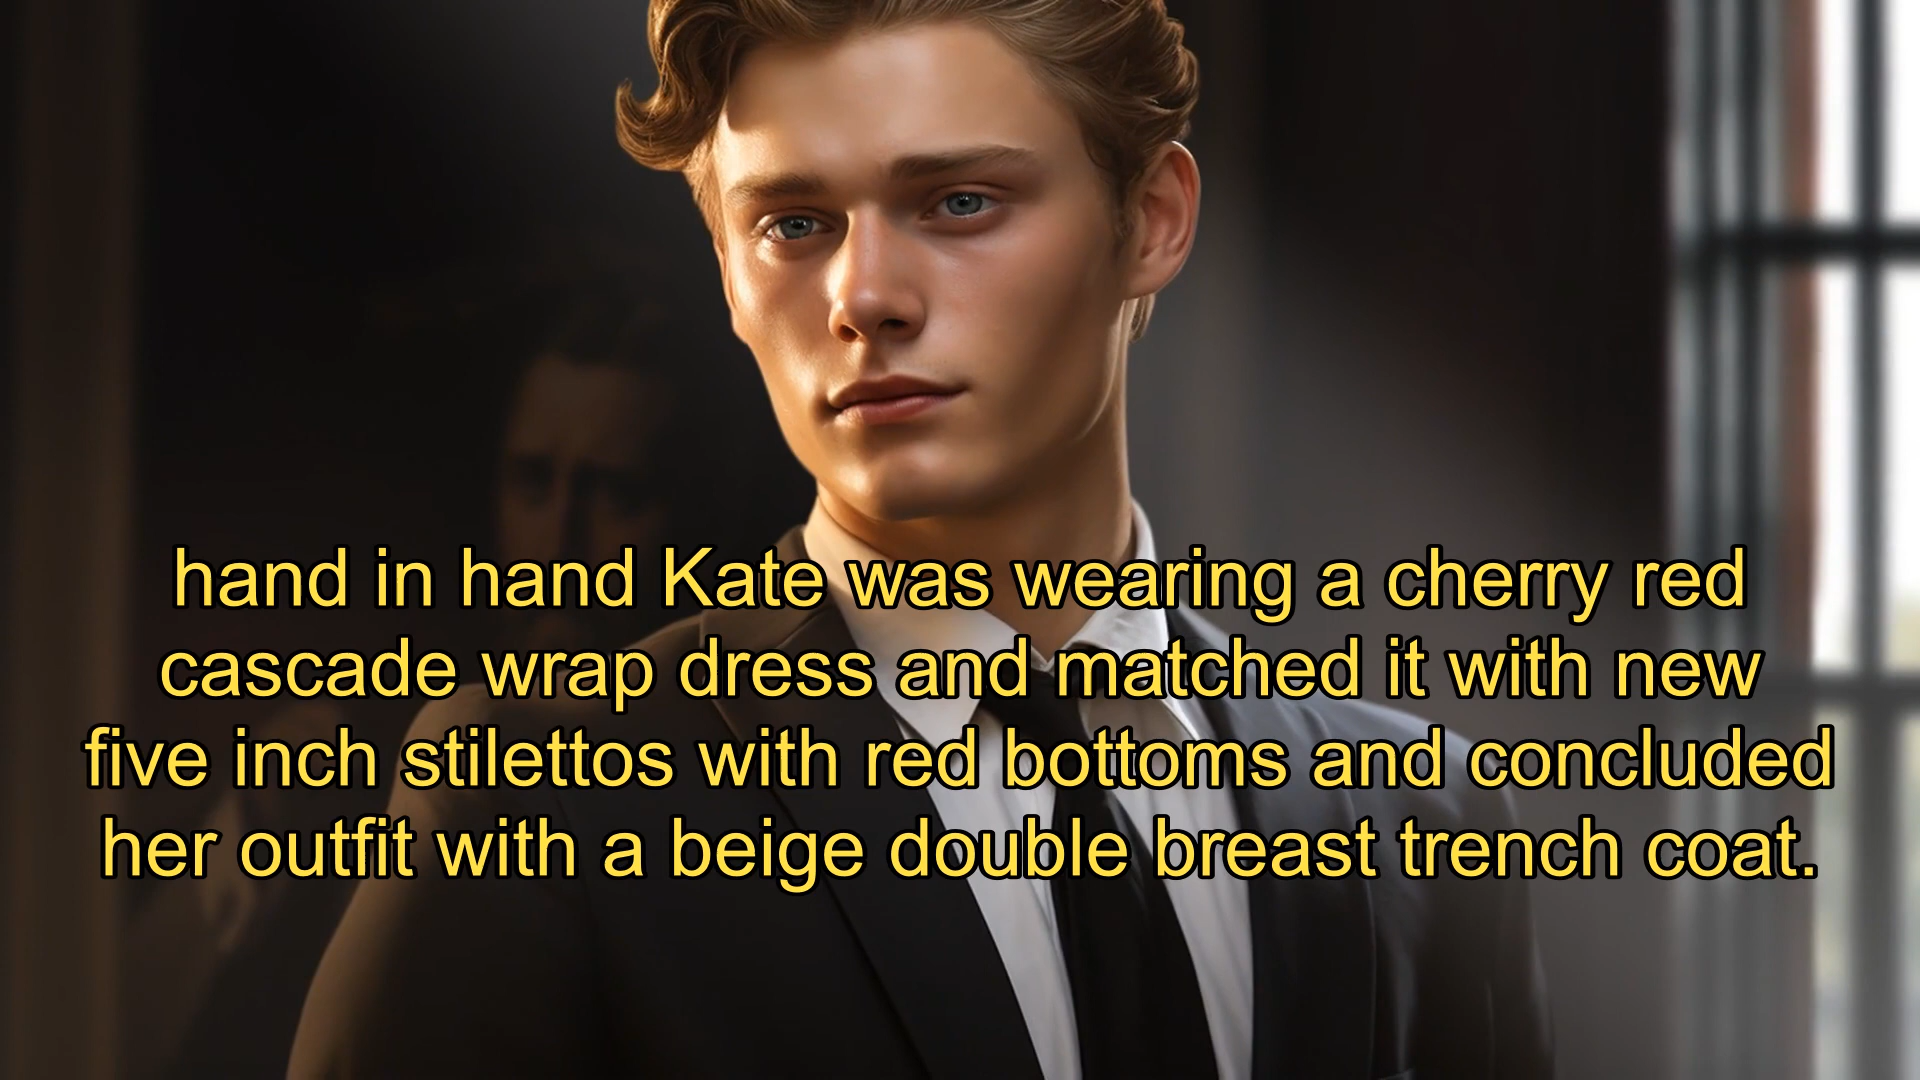 hand in hand Kate was wearing a cherry red
cascade wrap dress and matched it with new
five inch stilettos with red bottoms and concluded
her outfit with a beige double breast trench coat.